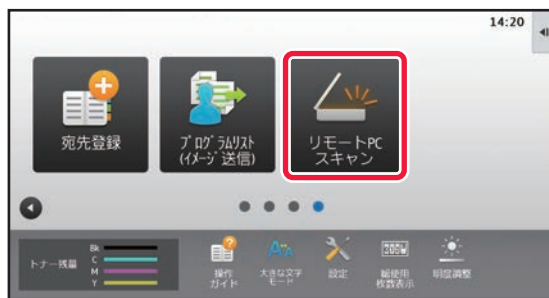 14:20
宛先登録
プログラムリスト
(イメージ送信)
リモートPC
スキャン
トナー残量
Bk
C
M
Y
操作
ガイド
大きな文字
モード
設定
総使用
枚数表示
明度調整